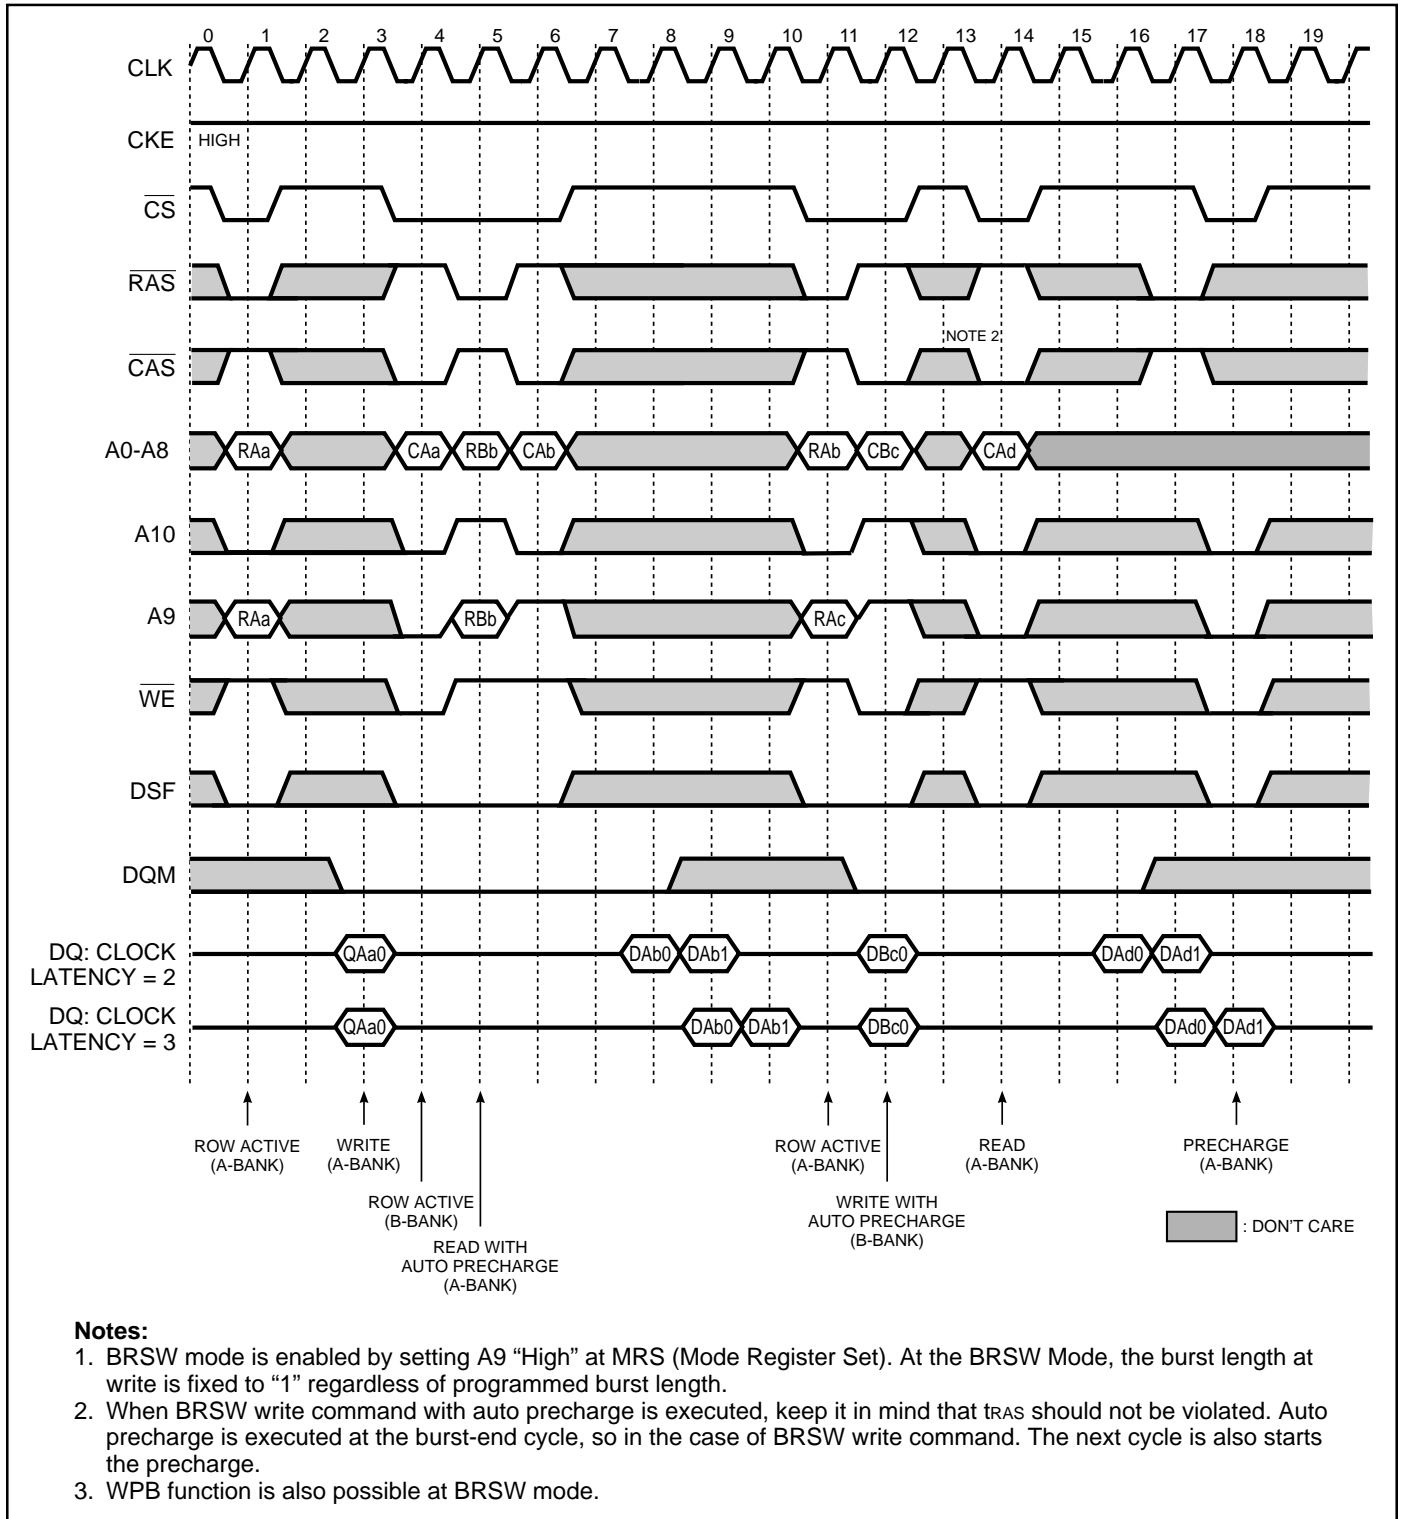 0 1 2 3 4 5 6 7 8 9 10 11 12 13 14 15 16 17 18 19
CLK
CKE HIGH
CS
RAS
NOTE 2
CAS
A0-A8 RAa CAa RBb CAb RAb CBc CAd
A10
A9 RAa RBb RAc
WE
DSF
DQM
DQ: CLOCK
LATENCY = 2
QAa0 DAb0 DAb1 DBc0 DAd0 DAd1
DQ: CLOCK
LATENCY = 3
QAa0 DAb0 DAb1 DBc0 DAd0 DAd1
ROW ACTIVE
(A-BANK)
WRITE
(A-BANK)
ROW ACTIVE
(B-BANK)
READ WITH
AUTO PRECHARGE
(A-BANK)
ROW ACTIVE
(A-BANK)
WRITE WITH
AUTO PRECHARGE
(B-BANK)
READ
(A-BANK)
PRECHARGE
(A-BANK)
: DON'T CARE
Notes:
1. BRSW mode is enabled by setting A9 “High” at MRS (Mode Register Set). At the BRSW Mode, the burst length at
write is fixed to “1” regardless of programmed burst length.
2. When BRSW write command with auto precharge is executed, keep it in mind that tRAS should not be violated. Auto
precharge is executed at the burst-end cycle, so in the case of BRSW write command. The next cycle is also starts
the precharge.
3. WPB function is also possible at BRSW mode.